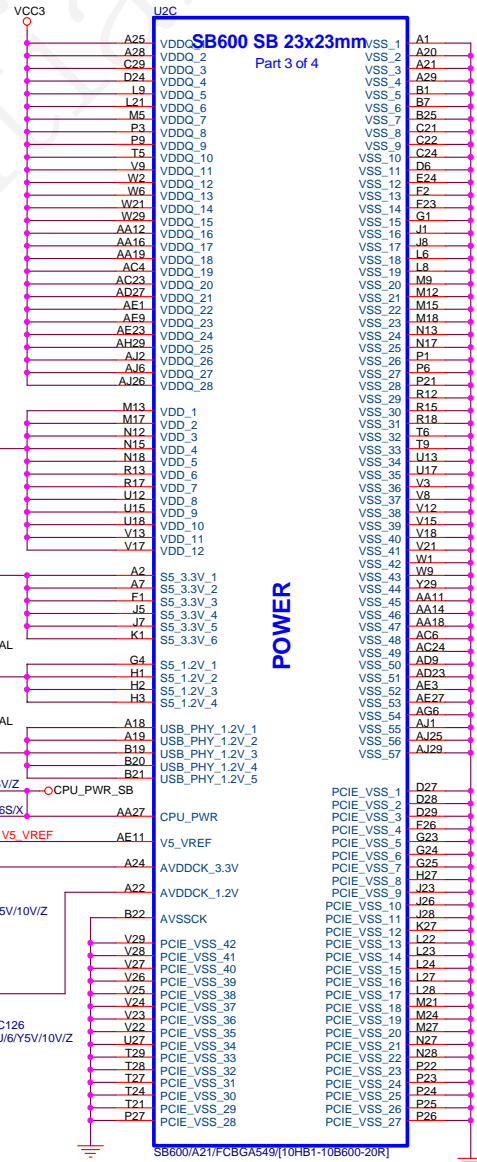 VCC3
U2C
SB600 SB 23x23mm
Part 3 of 4
A25 VDDQ_1
A28 VDDQ_2
C29 VDDQ_3
D24 VDDQ_4
L9 VDDQ_5
L21 VDDQ_6
M5 VDDQ_7
P3 VDDQ_8
P9 VDDQ_9
T5 VDDQ_10
V9 VDDQ_11
W2 VDDQ_12
W6 VDDQ_13
W21 VDDQ_14
W29 VDDQ_15
AA12 VDDQ_16
AA16 VDDQ_17
AA19 VDDQ_18
AC4 VDDQ_19
AC23 VDDQ_20
AD27 VDDQ_21
AE1 VDDQ_22
AE9 VDDQ_23
AE23 VDDQ_24
AH29 VDDQ_25
AJ2 VDDQ_26
AJ6 VDDQ_27
AJ26 VDDQ_28
M13 VDD_1
M17 VDD_2
N12 VDD_3
N15 VDD_4
N18 VDD_5
R13 VDD_6
R17 VDD_7
U12 VDD_8
U15 VDD_9
U18 VDD_10
V13 VDD_11
V17 VDD_12
A2 S5_3.3V_1
A7 S5_3.3V_2
F1 S5_3.3V_3
J5 S5_3.3V_4
J7 S5_3.3V_5
K1 S5_3.3V_6
AL
G4 S5_1.2V_1
H1 S5_1.2V_2
H2 S5_1.2V_3
H3 S5_1.2V_4
AL
A18 USB_PHY_1.2V_1
A19 USB_PHY_1.2V_2
B19 USB_PHY_1.2V_3
B20 USB_PHY_1.2V_4
B21 USB_PHY_1.2V_5
V/Z
CPU_PWR_SB
6S/X
AA27 CPU_PWR
V5_VREF
AE11 V5_VREF
A24 AVDDCK_3.3V
A22 AVDDCK_1.2V
5V/10V/Z
B22 AVSSCK
V29 PCIE_VSS_42
V28 PCIE_VSS_41
V27 PCIE_VSS_40
V26 PCIE_VSS_39
V25 PCIE_VSS_38
V24 PCIE_VSS_37
V23 PCIE_VSS_36
V22 PCIE_VSS_35
C126
U27 PCIE_VSS_34
/6/Y5V/10V/Z
T29 PCIE_VSS_33
T28 PCIE_VSS_32
T27 PCIE_VSS_31
T24 PCIE_VSS_30
T21 PCIE_VSS_29
P27 PCIE_VSS_28
POWER
VSS_1 A1
VSS_2 A20
VSS_3 A21
VSS_4 A29
VSS_5 B1
VSS_6 B7
VSS_7 B25
VSS_8 C21
VSS_9 C22
VSS_10 C24
VSS_11 D6
VSS_12 E24
VSS_13 F2
VSS_14 F23
VSS_15 G1
VSS_16 J1
VSS_17 J8
VSS_18 L6
VSS_19 L8
VSS_20 M9
VSS_21 M12
VSS_22 M15
VSS_23 M18
VSS_24 N13
VSS_25 N17
VSS_26 P1
VSS_27 P6
VSS_28 P21
VSS_29 R12
VSS_30 R15
VSS_31 R18
VSS_32 T6
VSS_33 T9
VSS_34 U13
VSS_35 U17
VSS_36 V3
VSS_37 V8
VSS_38 V12
VSS_39 V15
VSS_40 V18
VSS_41 V21
VSS_42 W1
VSS_43 W9
VSS_44 Y29
VSS_45 AA11
VSS_46 AA14
VSS_47 AA18
VSS_48 AC6
VSS_49 AC24
VSS_50 AD9
VSS_51 AD23
VSS_52 AE3
VSS_53 AE27
VSS_54 AG6
VSS_55 AJ1
VSS_56 AJ25
VSS_57 AJ29
PCIE_VSS_1 D27
PCIE_VSS_2 D28
PCIE_VSS_3 D29
PCIE_VSS_4 F26
PCIE_VSS_5 G23
PCIE_VSS_6 G24
PCIE_VSS_7 G25
PCIE_VSS_8 H27
PCIE_VSS_9 J23
PCIE_VSS_10 J26
PCIE_VSS_11 J28
PCIE_VSS_12 K27
PCIE_VSS_13 L22
PCIE_VSS_14 L23
PCIE_VSS_15 L24
PCIE_VSS_16 L27
PCIE_VSS_17 L28
PCIE_VSS_18 M21
PCIE_VSS_19 M24
PCIE_VSS_20 M27
PCIE_VSS_21 N27
PCIE_VSS_22 N28
PCIE_VSS_23 P22
PCIE_VSS_24 P23
PCIE_VSS_25 P24
PCIE_VSS_26 P25
PCIE_VSS_27 P26
SB600/A21/FCBGA549/[10HB1-10B600-20R]